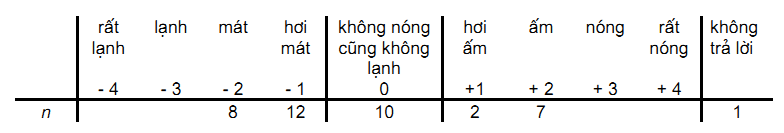 rất lạnh mát hơi không nóng hơi ấm nóng rất không
lạnh mát cũng không ấm nóng trả lời
lạnh
- 4 - 3 - 2 - 1 0 +1 + 2 + 3 + 4
n 8 12 10 2 7 1